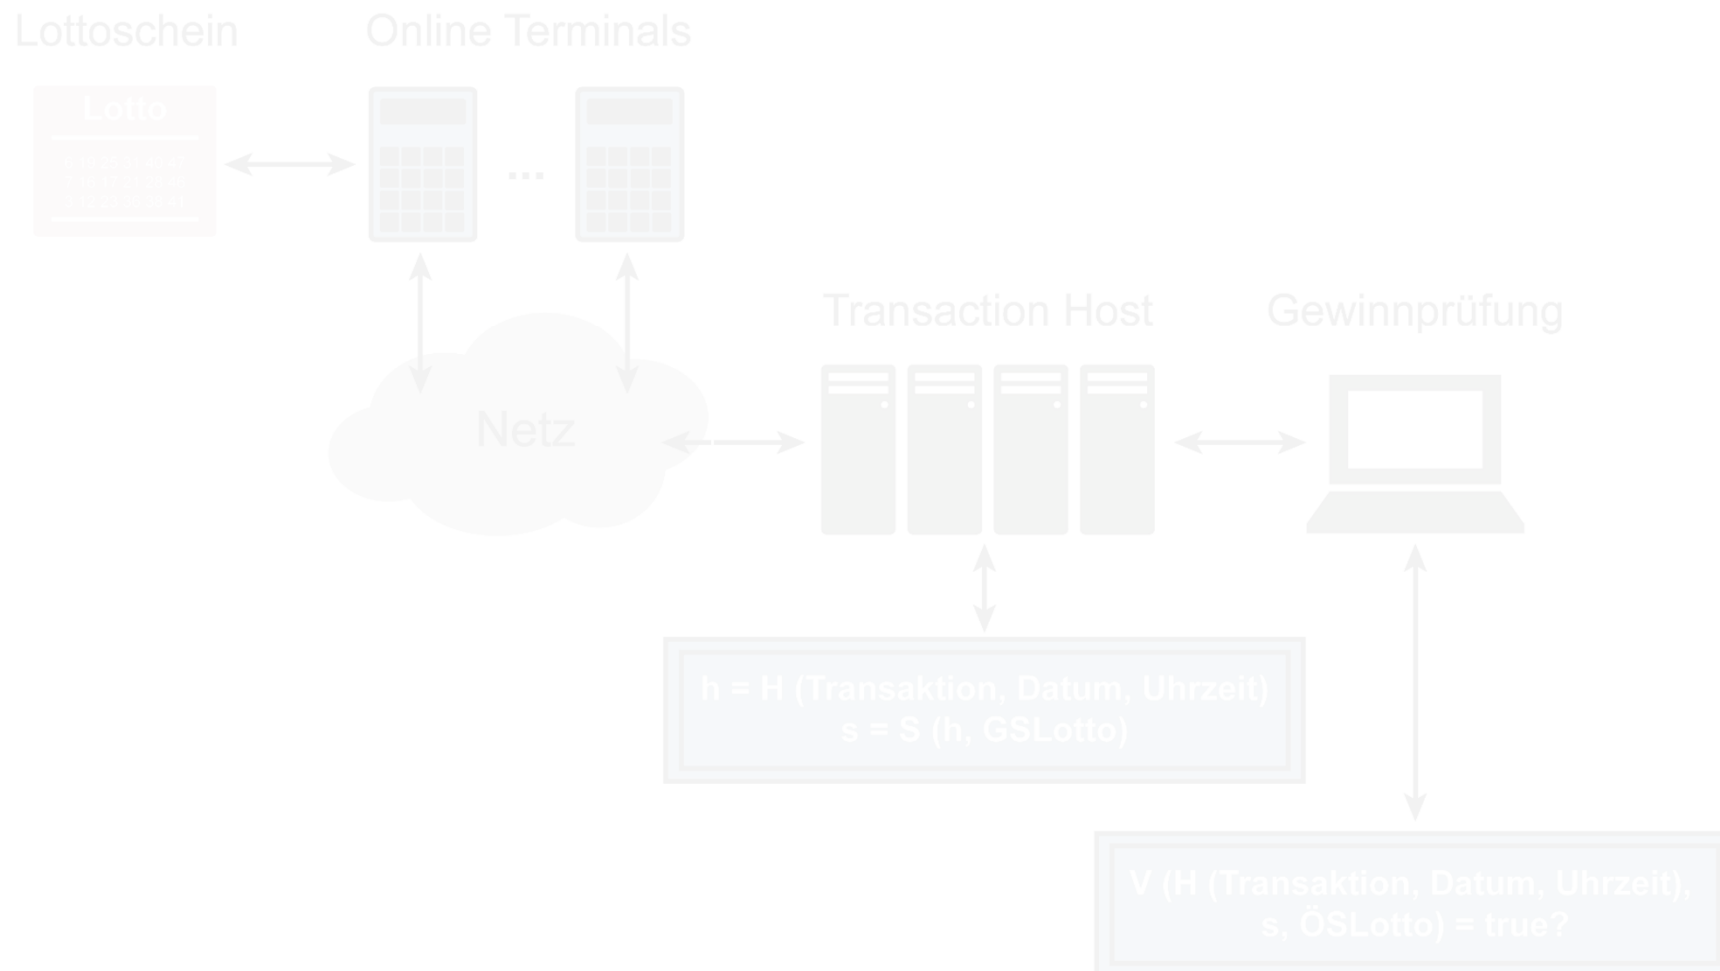 Lottoschein
Online Terminals
Lotto
...
Transaction Host
Gewinnprüfung
Netz
h = H (Transaktion, Datum, Uhrzeit)
s = S (h, GSLotto)
V (H (Transaktion, Datum, Uhrzeit),
s, ÖSLotto) = true?